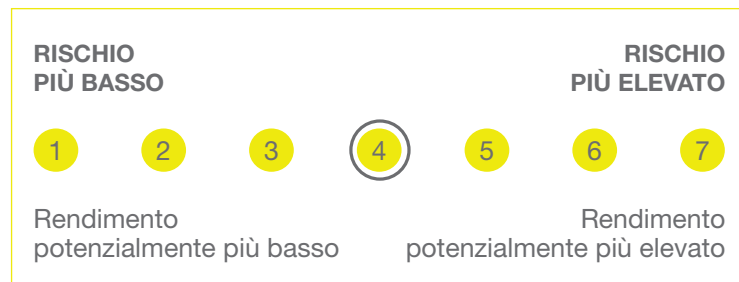 RISCHIO
PIÙ BASSO
RISCHIO
PIÙ ELEVATO
1 2 3 4 5 6 7
Rendimento
potenzialmente più basso
Rendimento
potenzialmente più elevato